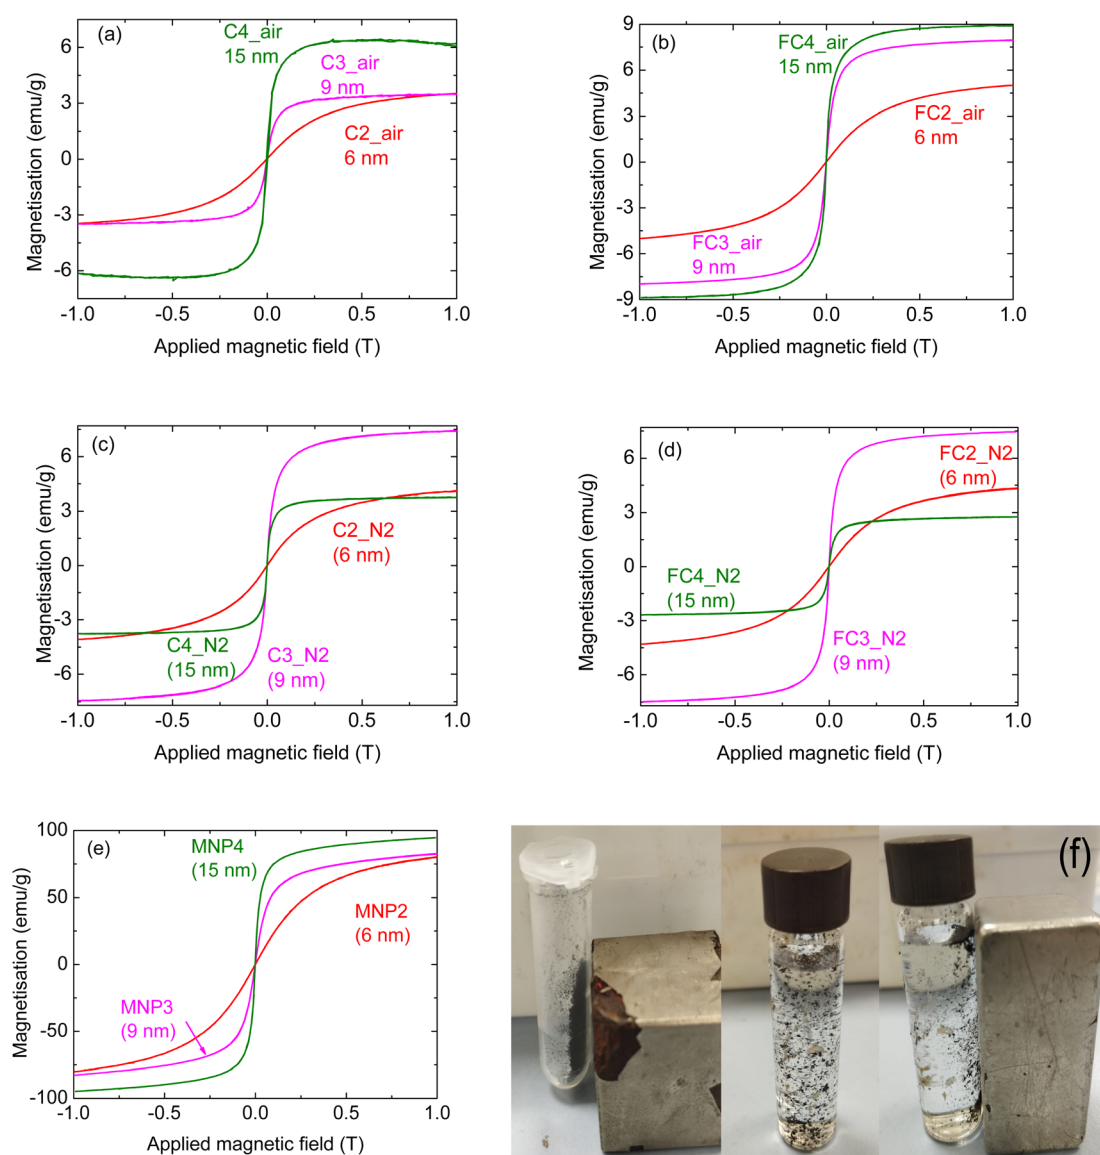 (a)
C4_air
15 nm
C3_air
9 nm
C2_air
6 nm
6
3
0
-3
-6
-1.0
-0.5
0.0
0.5
1.0
Magnetisation (emu/g)
Applied magnetic field (T)
(b)
FC4_air
15 nm
FC2_air
6 nm
FC3_air
9 nm
9
6
3
0
-3
-6
-9
-1.0
-0.5
0.0
0.5
1.0
Magnetisation (emu/g)
Applied magnetic field (T)
(c)
C2_N2
(6 nm)
C4_N2
(15 nm)
C3_N2
(9 nm)
6
3
0
-3
-6
-1.0
-0.5
0.0
0.5
1.0
Magnetisation (emu/g)
Applied magnetic field (T)
(d)
FC2_N2
(6 nm)
FC4_N2
(15 nm)
FC3_N2
(9 nm)
6
3
0
-3
-6
-1.0
-0.5
0.0
0.5
1.0
Magnetisation (emu/g)
Applied magnetic field (T)
(e)
MNP4
(15 nm)
MNP2
(6 nm)
MNP3
(9 nm)
100
50
0
-50
-100
-1.0
-0.5
0.0
0.5
1.0
Magnetisation (emu/g)
Applied magnetic field (T)
(f)